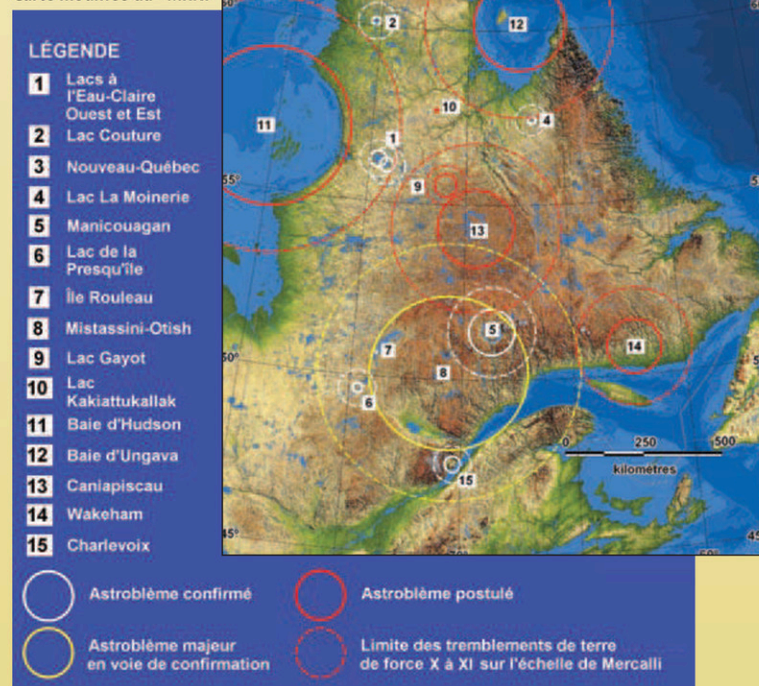 LÉGENDE
1 Lacs à
l'Eau-Claire
Ouest et Est
2 Lac Couture
3 Nouveau-Québec
4 Lac La Moinerie
5 Manicouagan
6 Lac de la
Presqu'île
7 Île Rouleau
8 Mistassini-Otish
9 Lac Gayot
10 Lac
Kakiattukallak
11 Baie d'Hudson
12 Baie d'Ungava
13 Caniapiscau
14 Wakeham
15 Charlevoix
2
12
10
4
11
1
55°
9
13
5
14
7
50°
8
6
0 250 500
kilomètres
15
45°
Astroblème confirmé
Astroblème postulé
Astroblème majeur
en voie de confirmation
Limite des tremblements de terre
de force X à XI sur l'échelle de Mercalli